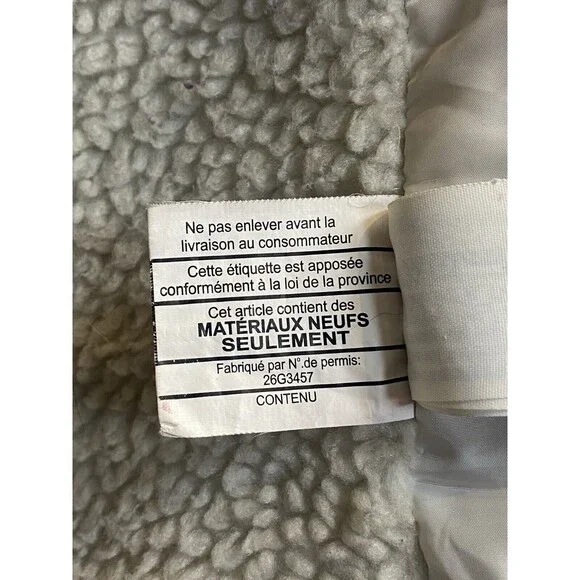 Ne pas enlever avant la
livraison au consommateur
Cette étiquette est apposée
conformément à la loi de la province
Cet article contient des
MATÉRIAUX NEUFS
SEULEMENT
Fabriqué par N°.de permis:
26G3457
CONTENU